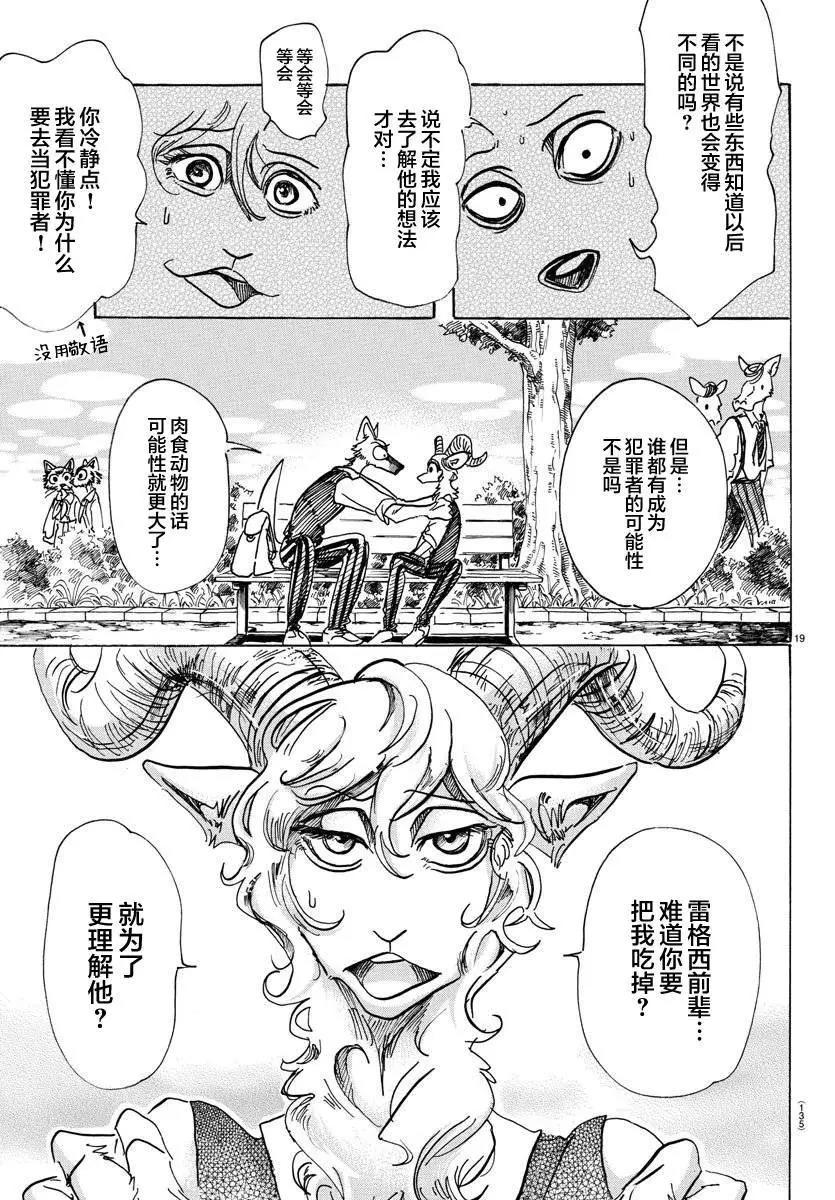 不是说有些东西知道以后
看的世界也会变得
不同的吗?
说不定我应该
去了解他的想法
才对…
等会等会
等会
你冷静点!
我看不懂你为什么
要去当犯罪者!
没用敬语
但是…
谁都有成为
犯罪者的可能性
不是吗
肉食动物的话
可能性就更大了…
19
雷格西前辈…
难道你要
把我吃掉?
就为了
更理解他?
(135)